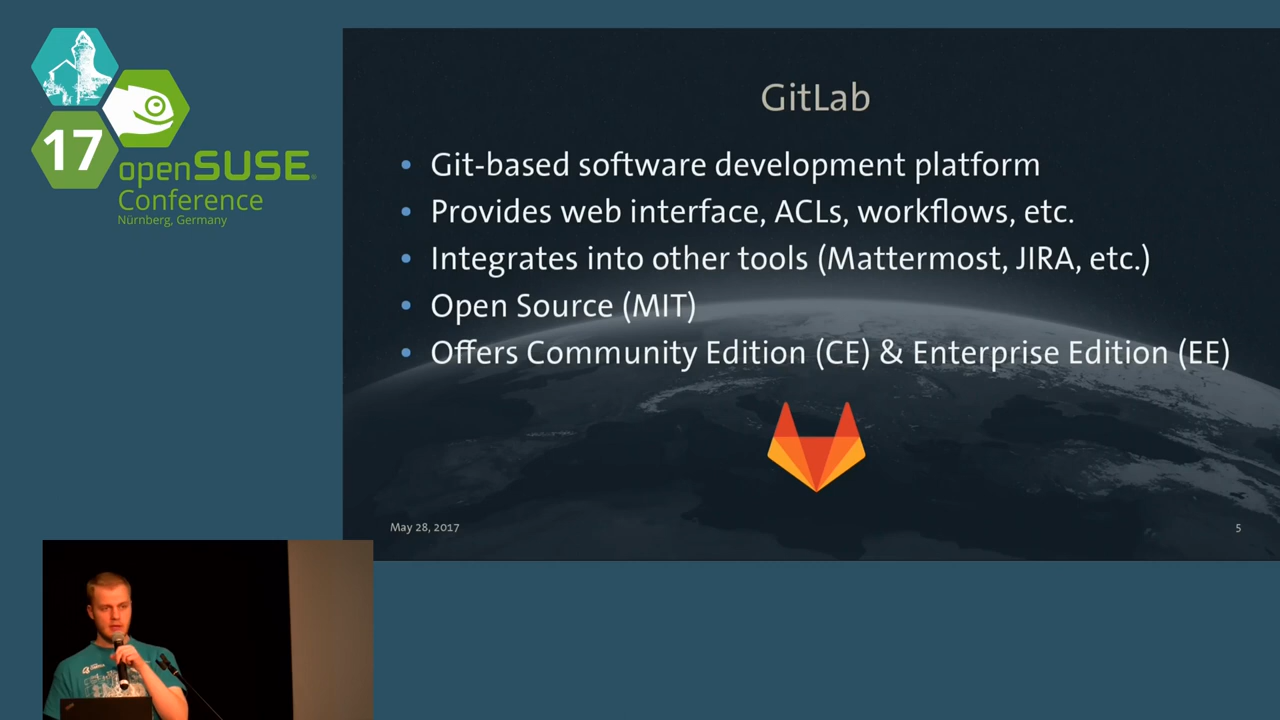 17
openSUSE
Conference
Nürnberg, Germany
GitLab
• Git-based software development platform
• Provides web interface, ACLs, workflows, etc.
• Integrates into other tools (Mattermost, JIRA, etc.)
• Open Source (MIT)
• Offers Community Edition (CE) & Enterprise Edition (EE)
May 28, 2017
5